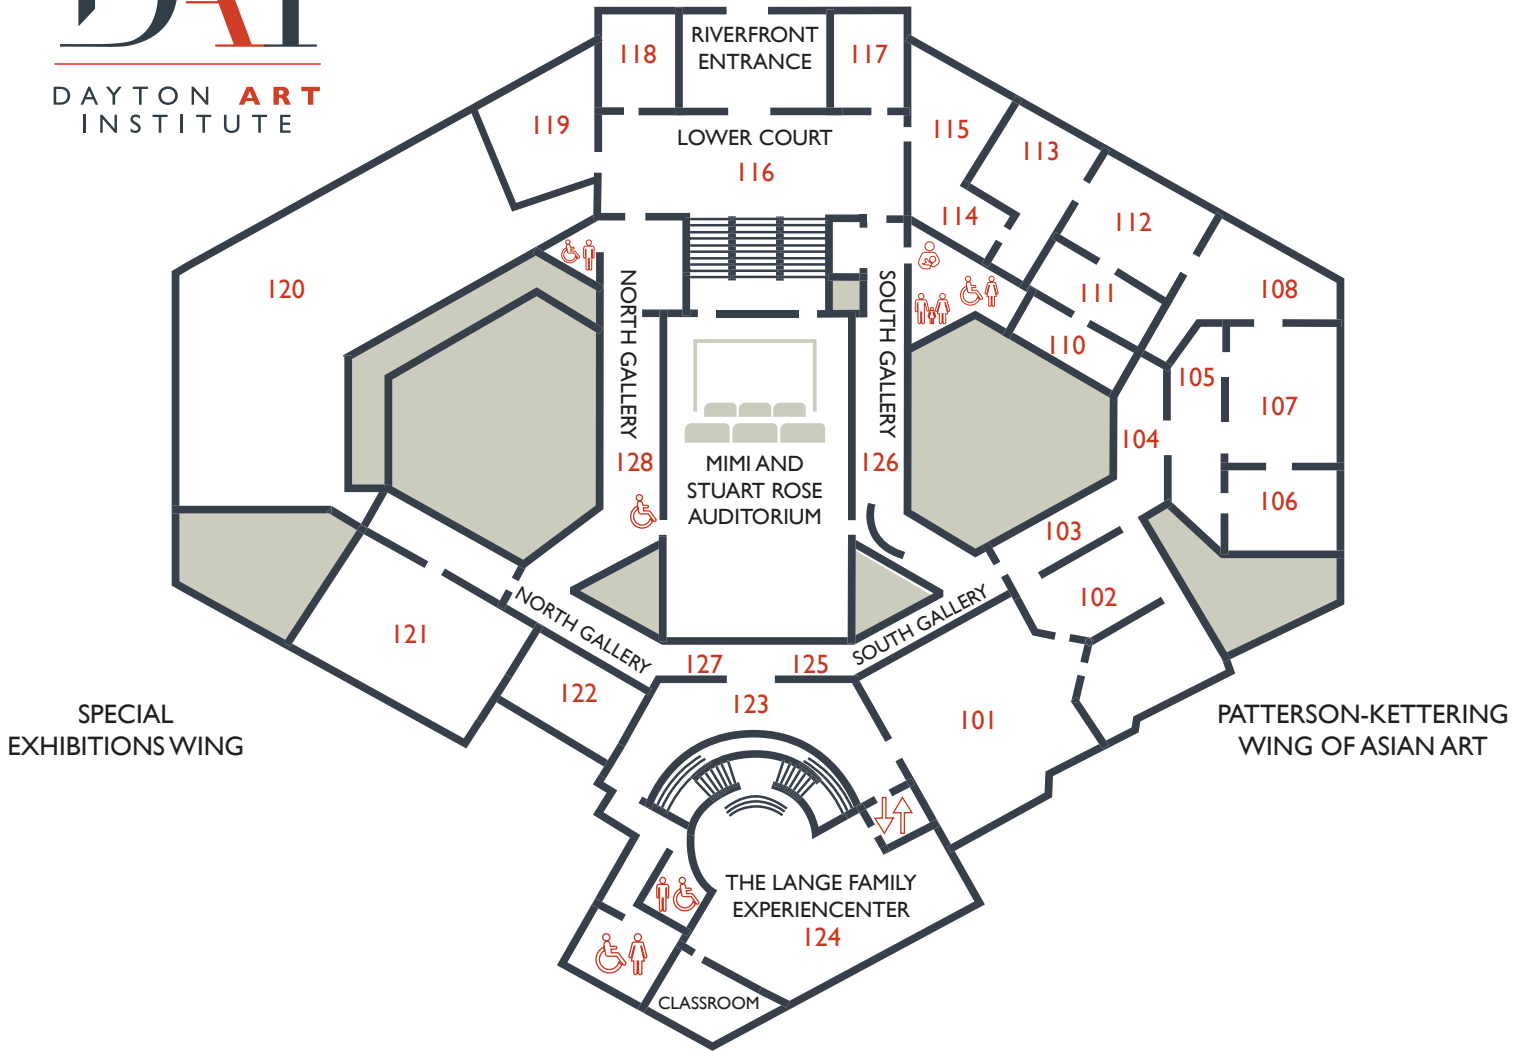 DAI
DAYTON ART
INSTITUTE
118
RIVERFRONT
ENTRANCE
117
119
LOWER COURT
116
115
113
114
112
120
NORTH GALLERY
SOUTH GALLERY
111
108
110
105
107
104
128
MIMI AND
STUART ROSE
AUDITORIUM
126
106
103
102
NORTH GALLERY
SOUTH GALLERY
121
127
125
122
123
101
SPECIAL
EXHIBITIONS WING
PATTERSON-KETTERING
WING OF ASIAN ART
THE LANGE FAMILY
EXPERIENCENTER
124
CLASSROOM